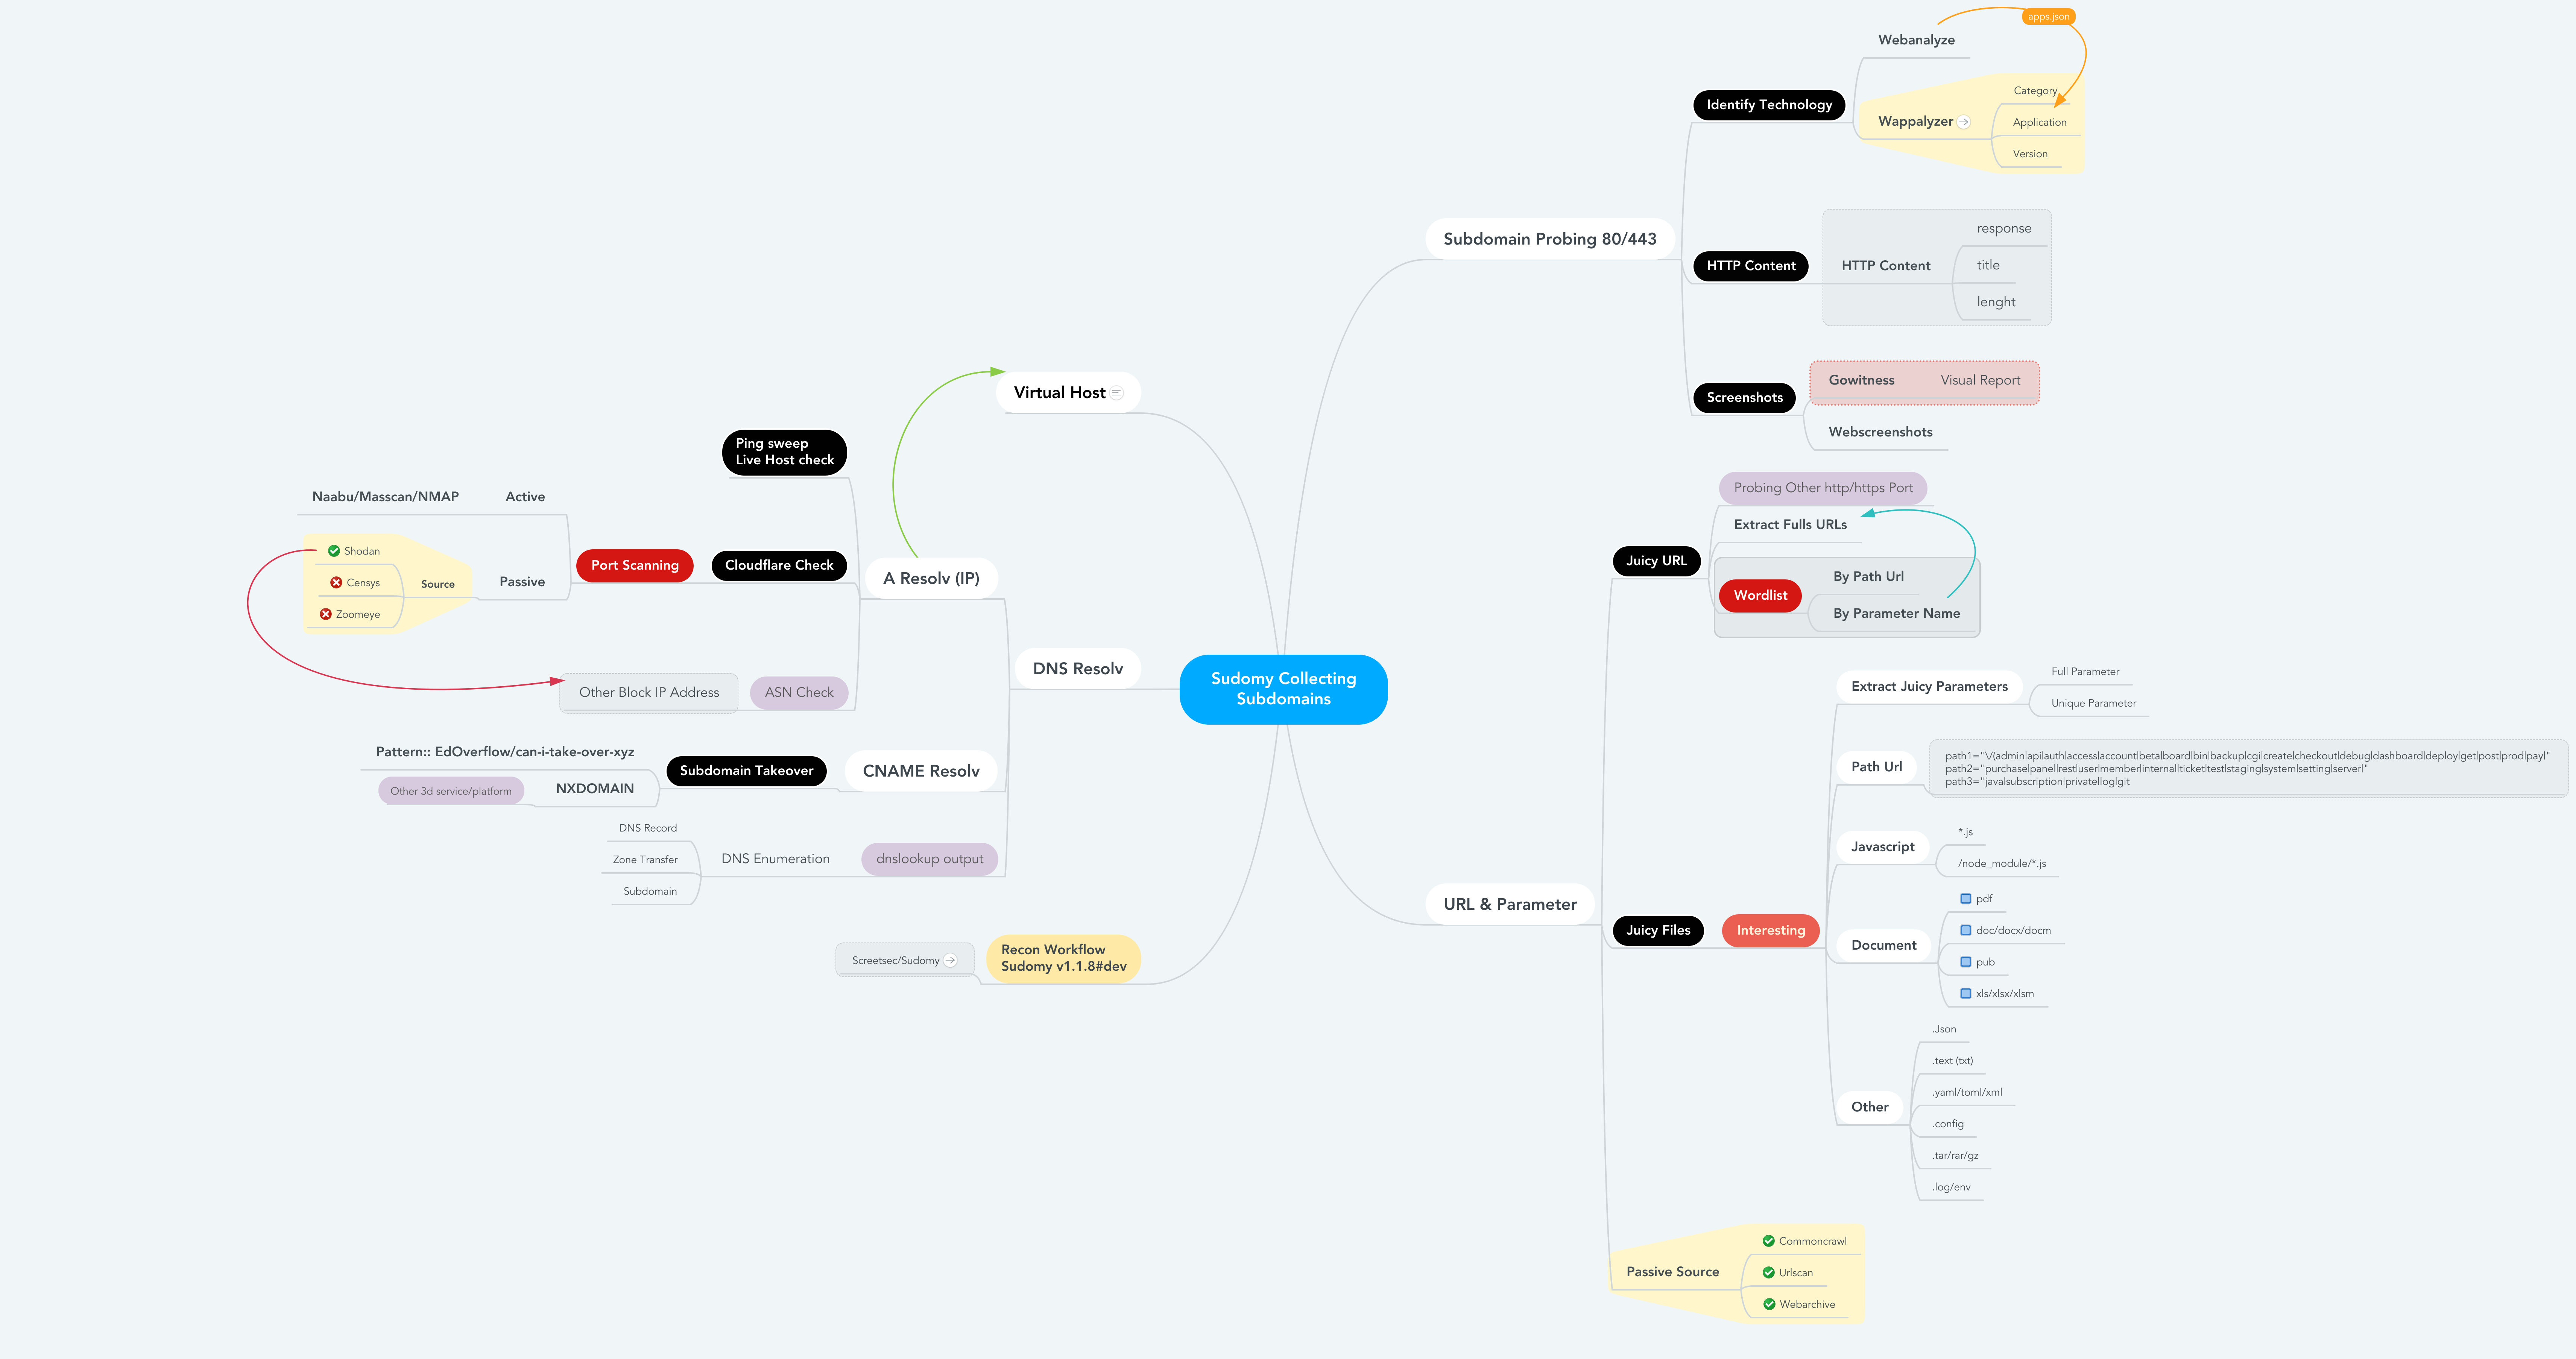 apps.json
Webanalyze
Identify Technology
Wappalyzer
Category
Application
Version
Subdomain Probing 80/443
HTTP Content
HTTP Content
response
title
lenght
Screenshots
Gowitness
Visual Report
Webscreenshots
Virtual Host
Ping sweep
Live Host check
Naabu/Masscan/NMAP
Active
Shodan
Censys
Zoomeye
Source
Passive
Port Scanning
Cloudflare Check
A Resolv (IP)
Other Block IP Address
ASN Check
DNS Resolv
Sudomy Collecting
Subdomains
Pattern:: EdOverflow/can-i-take-over-xyz
Other 3d service/platform
NXDOMAIN
Subdomain Takeover
CNAME Resolv
DNS Record
Zone Transfer
Subdomain
DNS Enumeration
dnslookup output
Screetsec/Sudomy
Recon Workflow
Sudomy v1.1.8#dev
URL & Parameter
Juicy URL
Probing Other http/https Port
Extract Fulls URLs
Wordlist
By Path Url
By Parameter Name
Juicy Files
Interesting
Extract Juicy Parameters
Full Parameter
Unique Parameter
Path Url
path1="\/(admin|api|auth|access|account|beta|board|bin|backup|cgi|create|checkout|debug|dashboard|deploy|get|post|prod|pay|"
path2="purchase|panel|rest|user|member|internal|ticket|test|staging|system|setting|server|"
path3="java|subscription|private|log|git
Javascript
*.js
/node_module/*.js
Document
pdf
doc/docx/docm
pub
xls/xlsx/xlsm
Other
.Json
.text (txt)
.yaml/toml/xml
.config
.tar/rar/gz
.log/env
Passive Source
Commoncrawl
Urlscan
Webarchive